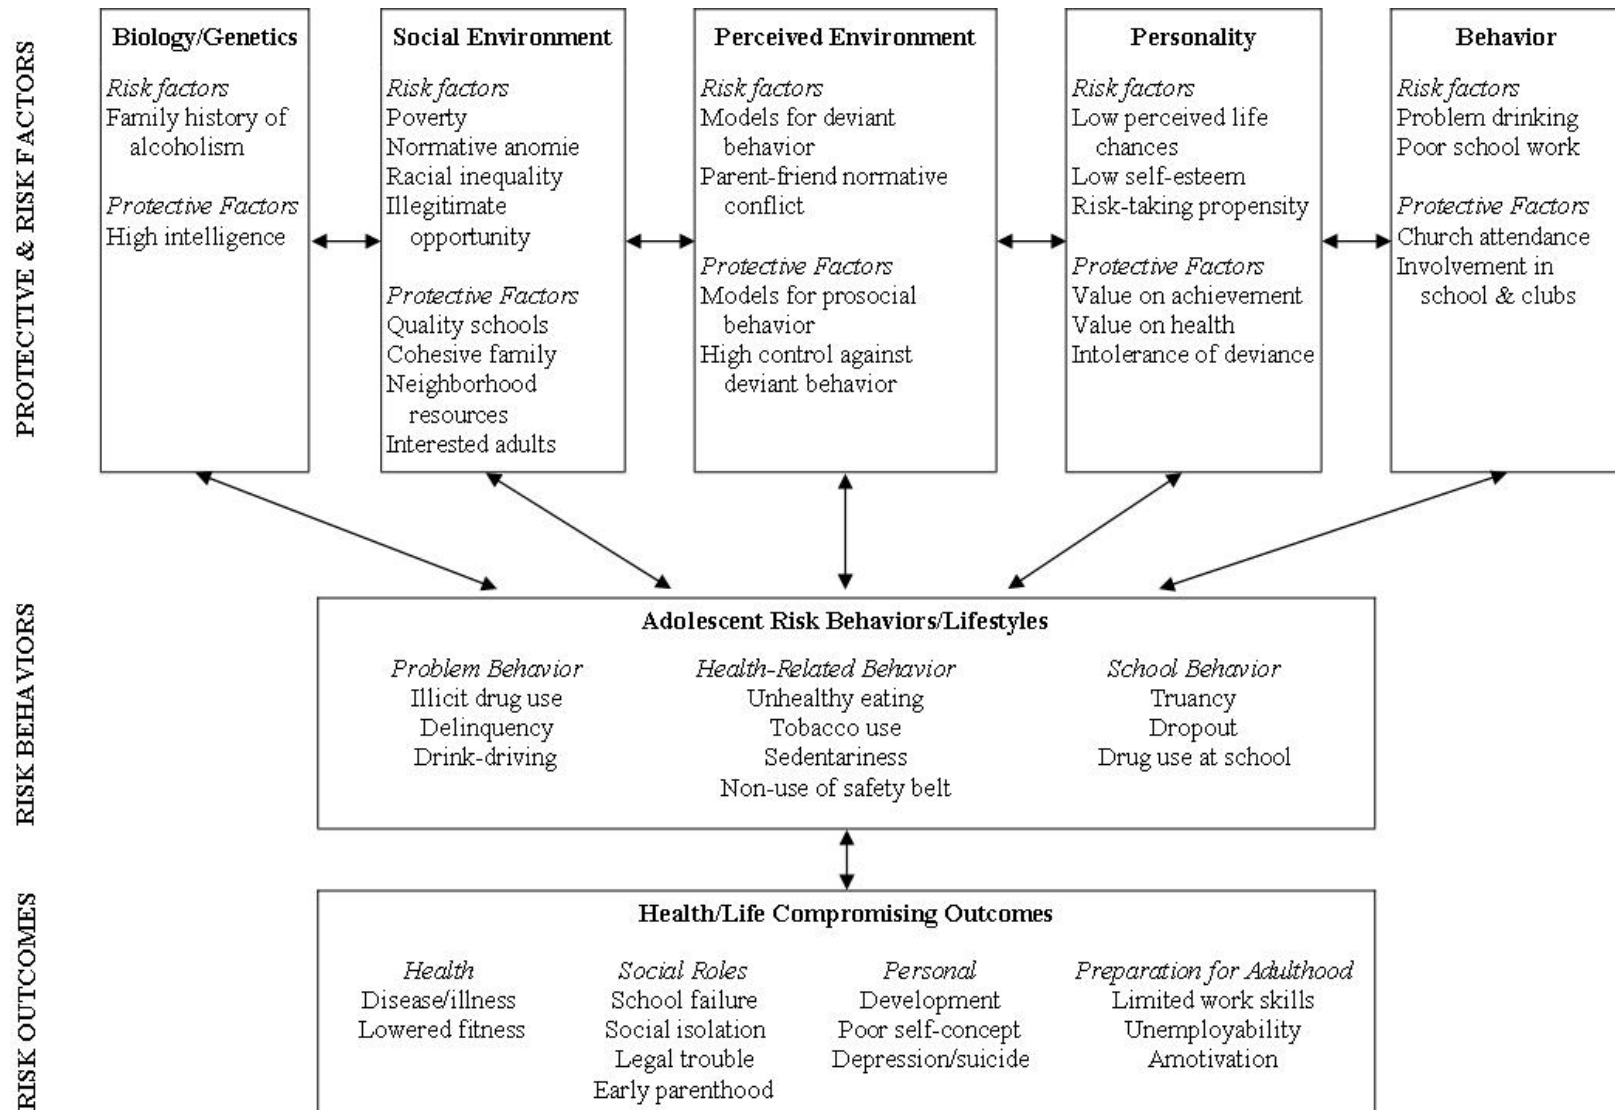 PROTECTIVE & RISK FACTORS
Biology/Genetics
Risk factors
Family history of
alcoholism
Protective Factors
High intelligence
Social Environment
Risk factors
Poverty
Normative anomie
Racial inequality
Illegitimate
opportunity
Protective Factors
Quality schools
Cohesive family
Neighborhood
resources
Interested adults
Perceived Environment
Risk factors
Models for deviant
behavior
Parent-friend normative
conflict
Protective Factors
Models for prosocial
behavior
High control against
deviant behavior
Personality
Risk factors
Low perceived life
chances
Low self-esteem
Risk-taking propensity
Protective Factors
Value on achievement
Value on health
Intolerance of deviance
Behavior
Risk factors
Problem drinking
Poor school work
Protective Factors
Church attendance
Involvement in
school & clubs
RISK BEHAVIORS
Adolescent Risk Behaviors/Lifestyles
Problem Behavior
Illicit drug use
Delinquency
Drink-driving
Health-Related Behavior
Unhealthy eating
Tobacco use
Sedentariness
Non-use of safety belt
School Behavior
Truancy
Dropout
Drug use at school
RISK OUTCOMES
Health/Life Compromising Outcomes
Health
Disease/illness
Lowered fitness
Social Roles
School failure
Social isolation
Legal trouble
Early parenthood
Personal
Development
Poor self-concept
Depression/suicide
Preparation for Adulthood
Limited work skills
Unemployability
Amotivation